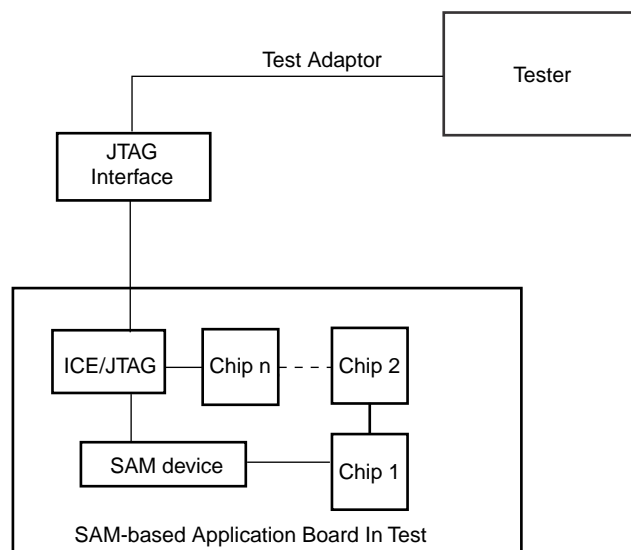 Test Adaptor
Tester
JTAG
Interface
ICE/JTAG
Chip n
Chip 2
SAM device
Chip 1
SAM-based Application Board In Test